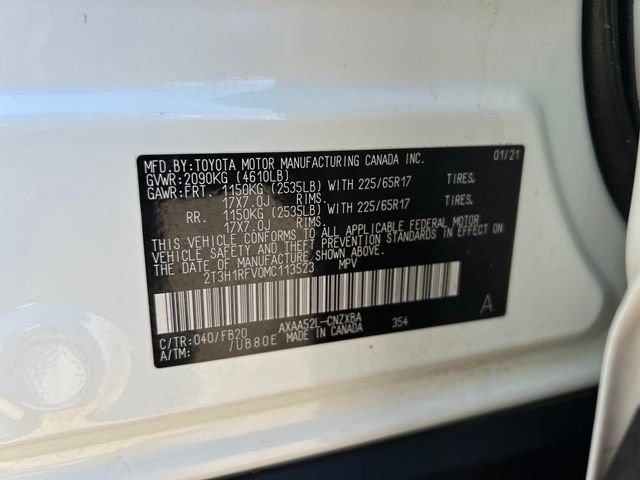 MFD.BY:TOYOTA MOTOR MANUFACTURING CANADA INC. 01/21
GVWR:2090KG (4610LB)
GAWR:FRT. 1150KG (2535LB) WITH 225/65R17 TIRES,
17X7.0J RIMS.
RR. 1150KG (2535LB) WITH 225/65R17 TIRES,
17X7.0J RIMS.
THIS VEHICLE CONFORMS TO ALL APPLICABLE FEDERAL MOTOR
VEHICLE SAFETY AND THEFT PREVENTION STANDARDS IN EFFECT ON
THE DATE OF MANUFACTURE SHOWN ABOVE.
2T3H1RFV0MC113523 MPV
C/TR:040/FB20 AXAA52L-CNZXBA 354 A
A/TM: /UB80E MADE IN CANADA